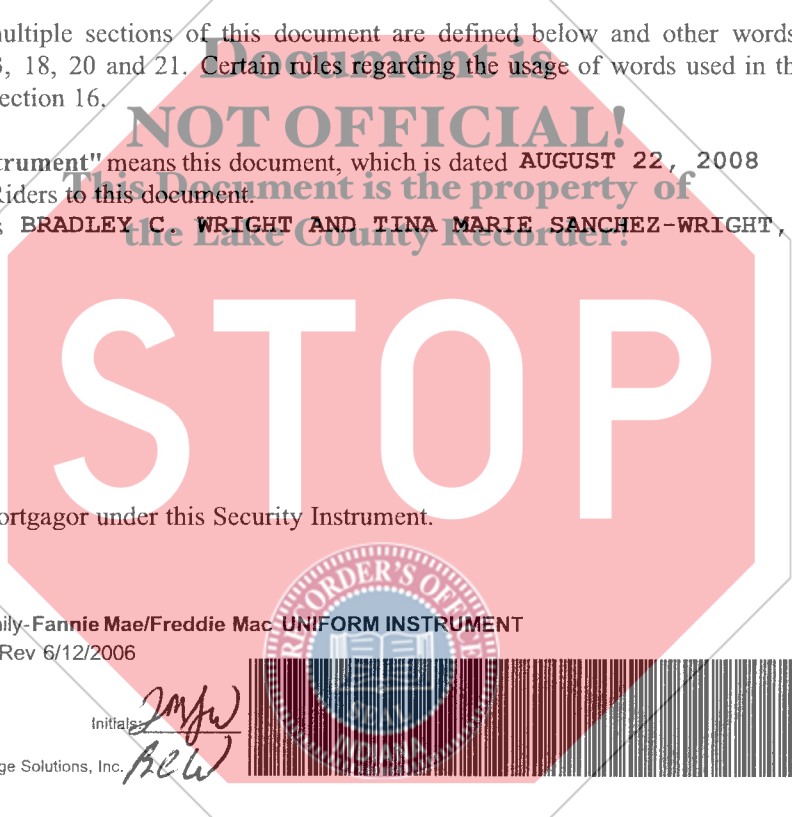 multiple sections of this document are defined below and other words
3, 18, 20 and 21. Certain rules regarding the usage of words used in th
ection 16.
Document is
NOT OFFICIAL!
This Document is the property of
the Lake County Recorder!
trument" means this document, which is dated AUGUST 22, 2008
Riders to this document.
BRADLEY C. WRIGHT AND TINA MARIE SANCHEZ-WRIGHT,
STOP
ortgagor under this Security Instrument.
RECORDER'S OFFICE
SEAL
INDIANA
ily-Fannie Mae/Freddie Mac UNIFORM INSTRUMENT
Rev 6/12/2006
Initials:
BCW
ge Solutions, Inc.